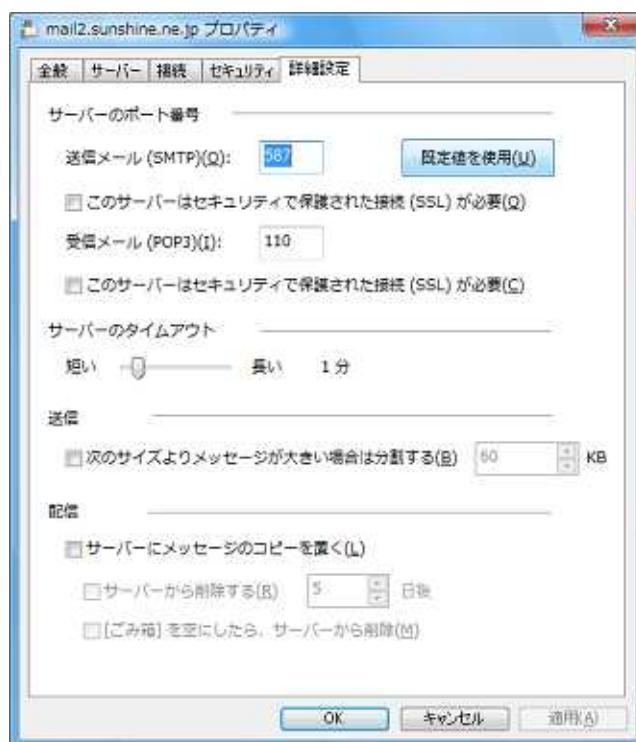 mail2.sunshine.ne.jp プロパティ
全般 サーバー 接続 セキュリティ 詳細設定
サーバーのポート番号
送信メール (SMTP)(O): 587 既定値を使用(U)
このサーバーはセキュリティで保護された接続 (SSL) が必要(Q)
受信メール (POP3)(I): 110
このサーバーはセキュリティで保護された接続 (SSL) が必要(C)
サーバーのタイムアウト
短い 長い 1 分
送信
次のサイズよりメッセージが大きい場合は分割する(B) 60 KB
配信
サーバーにメッセージのコピーを置く(L)
サーバーから削除する(R) 5 日後
[ごみ箱] を空にしたら、サーバーから削除(M)
OK キャンセル 適用(A)